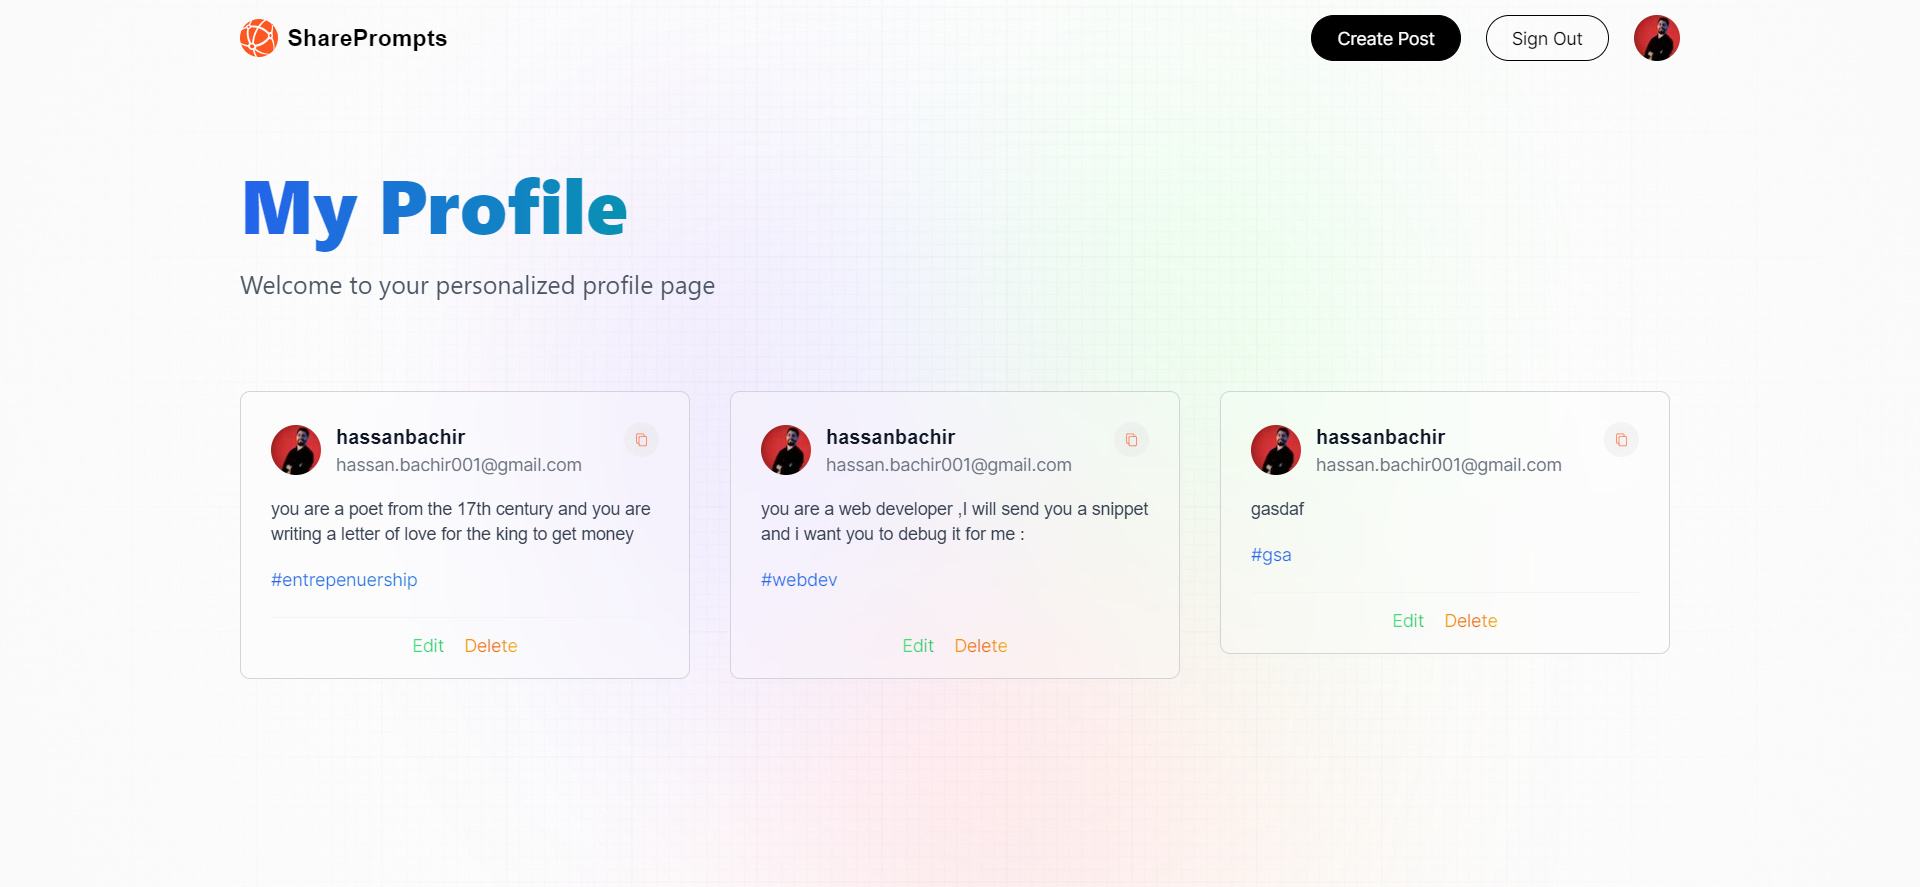 SharePrompts
Create Post
Sign Out
My Profile
Welcome to your personalized profile page
hassanbachir
hassan.bachir001@gmail.com
you are a poet from the 17th century and you are
writing a letter of love for the king to get money
#entrepenuership
Edit Delete
hassanbachir
hassan.bachir001@gmail.com
you are a web developer ,I will send you a snippet
and i want you to debug it for me :
#webdev
Edit Delete
hassanbachir
hassan.bachir001@gmail.com
gasdaf
#gsa
Edit Delete